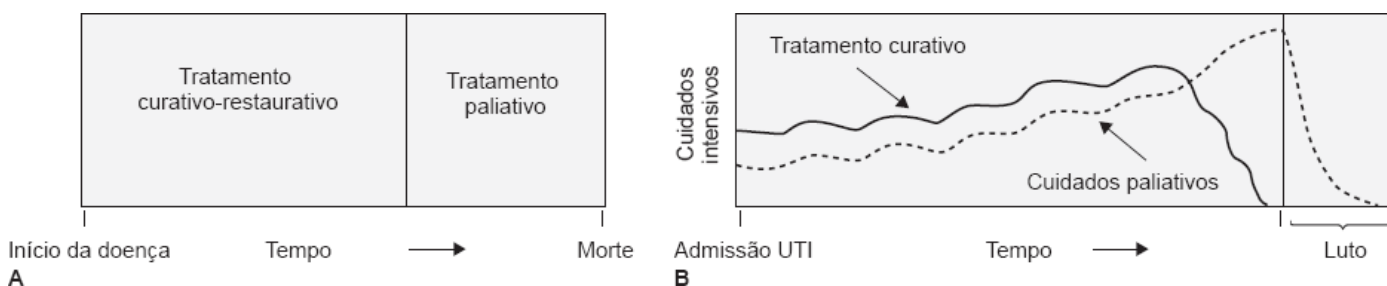 Tratamento
curativo-restaurativo
Tratamento
paliativo
Início da doença
Tempo
Morte
A
Cuidados
intensivos
Tratamento curativo
Cuidados paliativos
Admissão UTI
Tempo
Luto
B